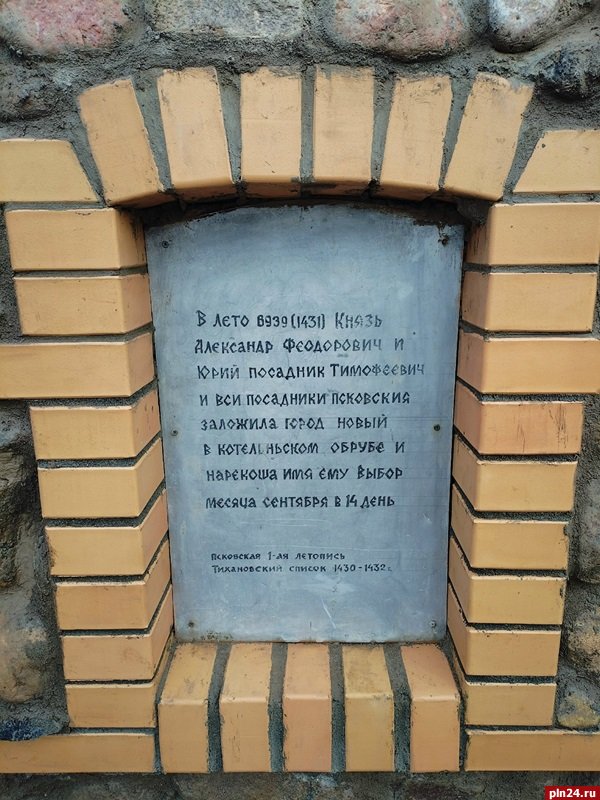 В лето 6939 (1431) Князь
Александр Феодорович и
Юрий посадник Тимофеевич
и вси посадники псковския
заложила город новый
в котельньском обрубе и
нарекоша имя ему Выбор
месяца сентября в 14 день
псковская 1-ая летопись
Тихановский список 1430-1432г.
pln24.ru